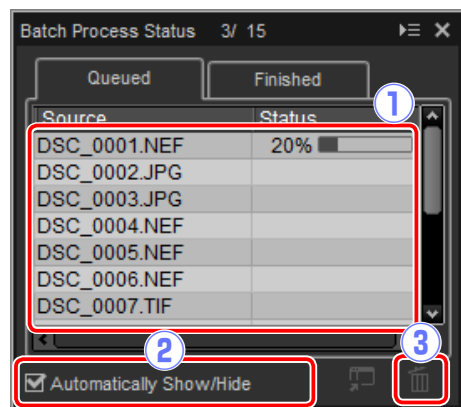 Batch Process Status 3/ 15
Queued Finished
1
Source Status
DSC_0001.NEF 20%
DSC_0002.JPG
DSC_0003.JPG
DSC_0004.NEF
DSC_0005.NEF
DSC_0006.NEF
DSC_0007.TIF
2 3
Automatically Show/Hide